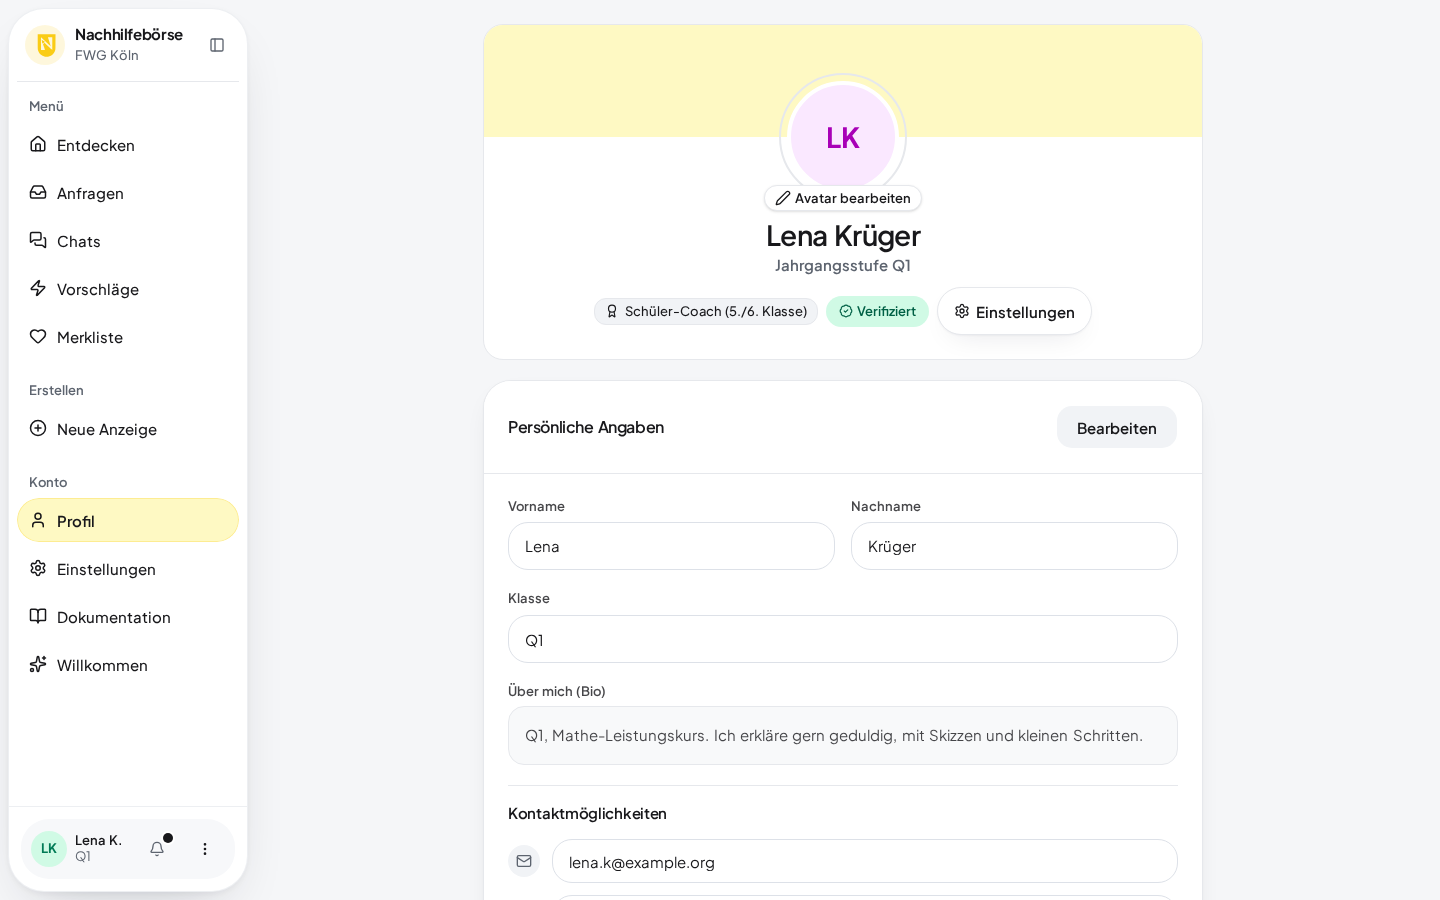 Nachhilfebörse
FWG Köln
Menü
Entdecken
Anfragen
Chats
Vorschläge
Merkliste
Erstellen
Neue Anzeige
Konto
Profil
Einstellungen
Dokumentation
Willkommen
LK
Lena K.
Q1
LK
Avatar bearbeiten
Lena Krüger
Jahrgangsstufe Q1
Schüler-Coach (5./6. Klasse)
Verifiziert
Einstellungen
Persönliche Angaben
Bearbeiten
Vorname
Nachname
Lena
Krüger
Klasse
Q1
Über mich (Bio)
Q1, Mathe-Leistungskurs. Ich erkläre gern geduldig, mit Skizzen und kleinen Schritten.
Kontaktmöglichkeiten
lena.k@example.org